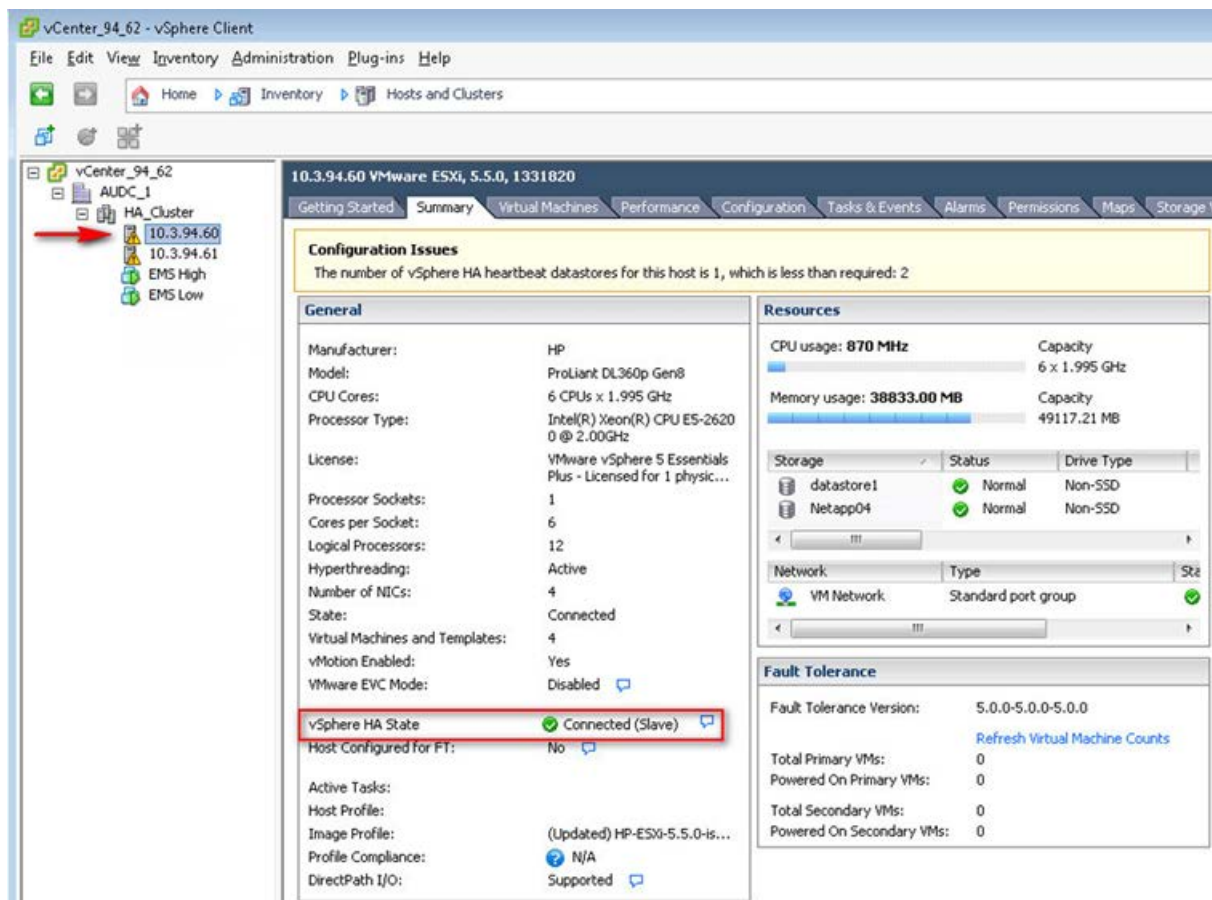 vCenter_94_62 - vSphere Client
File Edit View Inventory Administration Plug-ins Help
Home Inventory Hosts and Clusters
vCenter_94_62
AUDC_1
HA_Cluster
10.3.94.60
10.3.94.61
EMS High
EMS Low
10.3.94.60 VMware ESXi, 5.5.0, 1331820
Getting Started Summary Virtual Machines Performance Configuration Tasks & Events Alarms Permissions Maps Storage
Configuration Issues
The number of vSphere HA heartbeat datastores for this host is 1, which is less than required: 2
General
Manufacturer: HP
Model: ProLiant DL360p Gen8
CPU Cores: 6 CPUs x 1.995 GHz
Processor Type: Intel(R) Xeon(R) CPU E5-2620
0 @ 2.00GHz
License: VMware vSphere 5 Essentials
Plus - Licensed for 1 physic...
Processor Sockets: 1
Cores per Socket: 6
Logical Processors: 12
Hyperthreading: Active
Number of NICs: 4
State: Connected
Virtual Machines and Templates: 4
vMotion Enabled: Yes
VMware EVC Mode: Disabled
vSphere HA State Connected (Slave)
Host Configured for FT: No
Active Tasks:
Host Profile:
Image Profile: (Updated) HP-ESXi-5.5.0-is...
Profile Compliance: N/A
DirectPath I/O: Supported
Resources
CPU usage: 870 MHz Capacity
6 x 1.995 GHz
Memory usage: 38833.00 MB Capacity
49117.21 MB
Storage Status Drive Type
datastore1 Normal Non-SSD
Netapp04 Normal Non-SSD
Network Type Sta
VM Network Standard port group
Fault Tolerance
Fault Tolerance Version: 5.0.0-5.0.0-5.0.0
Refresh Virtual Machine Counts
Total Primary VMs: 0
Powered On Primary VMs: 0
Total Secondary VMs: 0
Powered On Secondary VMs: 0